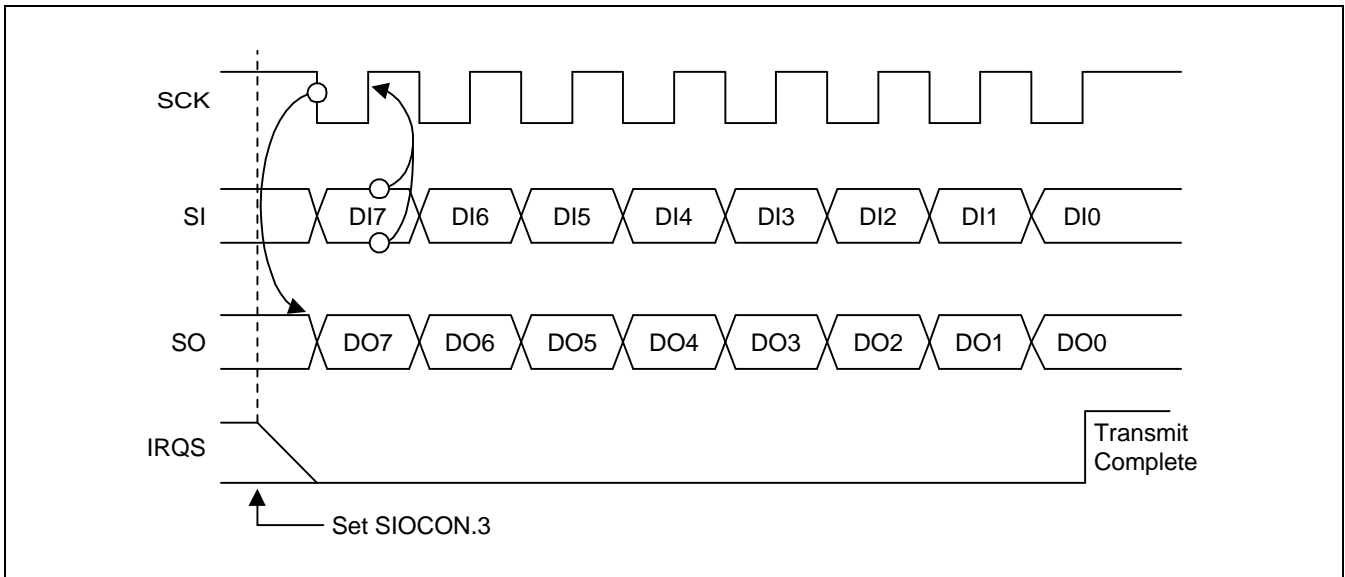 SCK
SI
DI7 DI6 DI5 DI4 DI3 DI2 DI1 DI0
SO
DO7 DO6 DO5 DO4 DO3 DO2 DO1 DO0
IRQS
Transmit
Complete
Set SIOCON.3